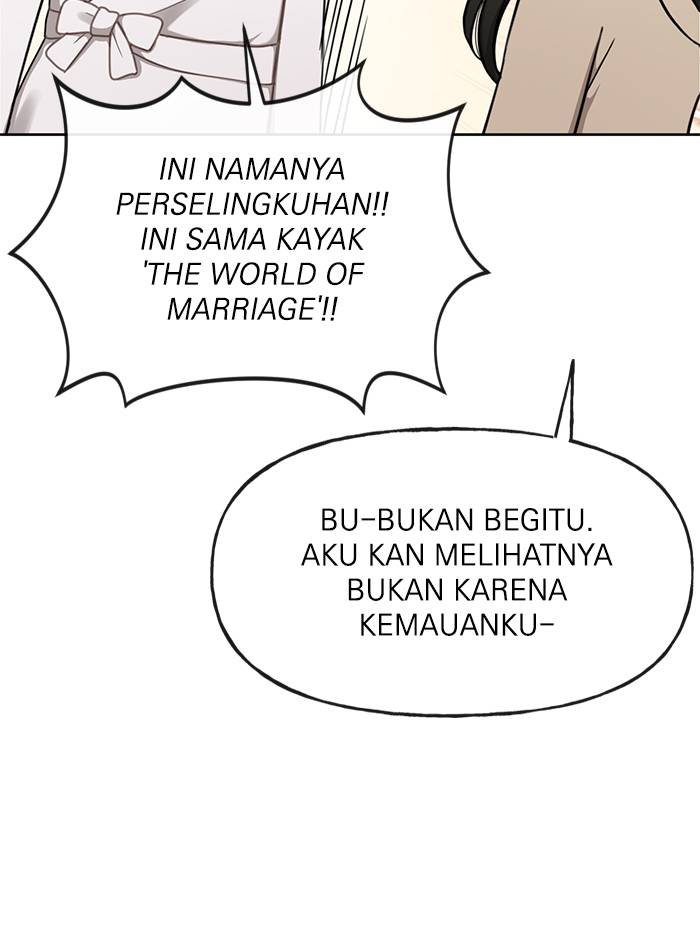 INI NAMANYA
PERSELINGKUHAN!!
INI SAMA KAYAK
'THE WORLD OF
MARRIAGE'!!
BU-BUKAN BEGITU.
AKU KAN MELIHATNYA
BUKAN KARENA
KEMAUANKU-